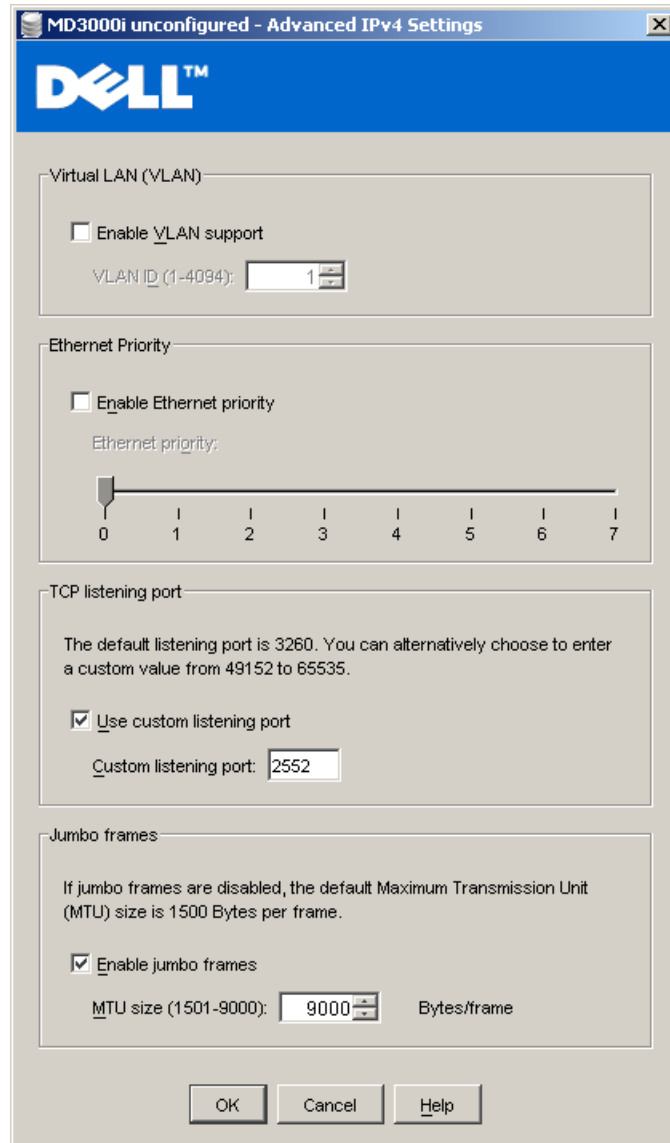 MD3000i unconfigured - Advanced IPv4 Settings
DELL™
Virtual LAN (VLAN)
Enable VLAN support
VLAN ID (1-4094): 1
Ethernet Priority
Enable Ethernet priority
Ethernet priority:
0 1 2 3 4 5 6 7
TCP listening port
The default listening port is 3260. You can alternatively choose to enter
a custom value from 49152 to 65535.
Use custom listening port
Custom listening port: 2552
Jumbo frames
If jumbo frames are disabled, the default Maximum Transmission Unit
(MTU) size is 1500 Bytes per frame.
Enable jumbo frames
MTU size (1501-9000): 9000 Bytes/frame
OK Cancel Help